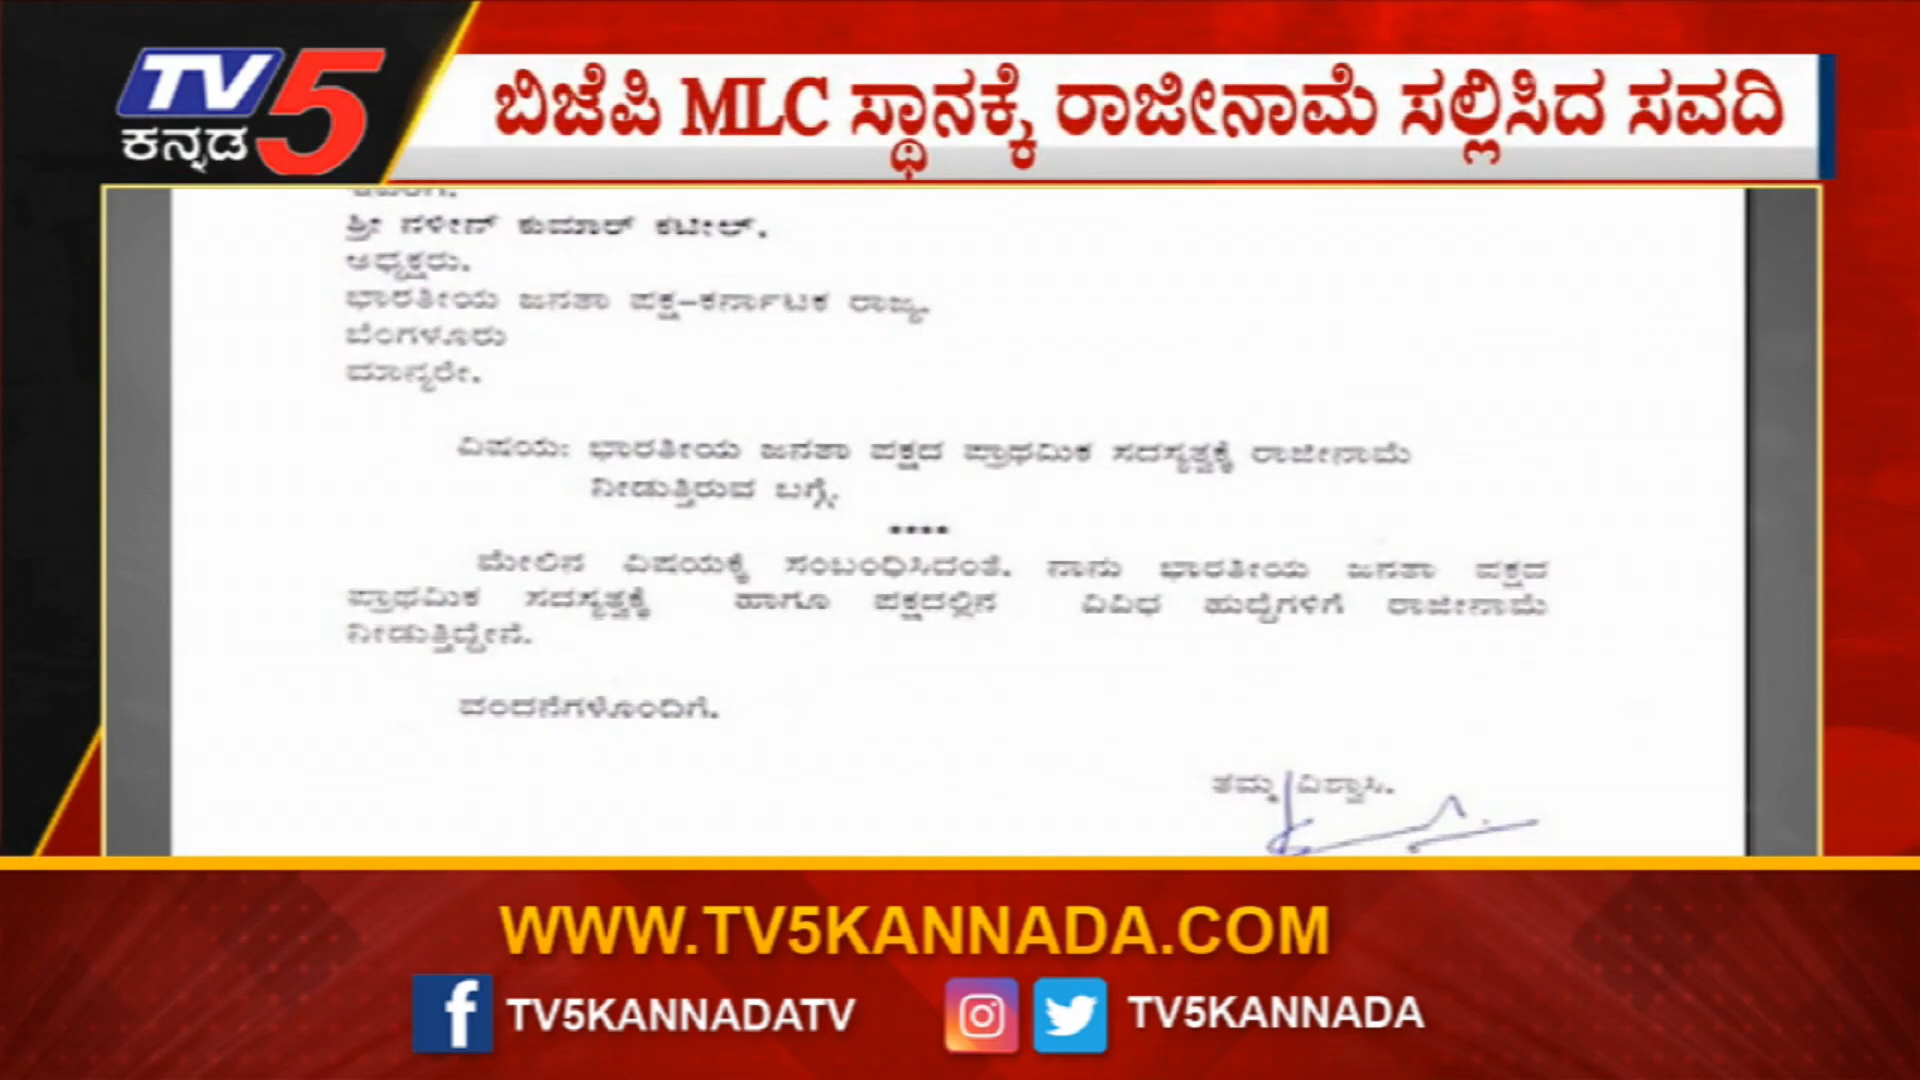 TV5
ಕನ್ನಡ
ಬಿಜೆಪಿ MLC ಸ್ಥಾನಕ್ಕೆ ರಾಜೀನಾಮೆ ಸಲ್ಲಿಸಿದ ಸವದಿ
ಶ್ರೀ ನಳೀನ್ ಕುಮಾರ್ ಕಟೀಲ್.
ಅಧ್ಯಕ್ಷರು.
ಭಾರತೀಯ ಜನತಾ ಪಕ್ಷ-ಕರ್ನಾಟಕ ರಾಜ್ಯ.
ಬೆಂಗಳೂರು
ಮಾನ್ಯರೇ.
ವಿಷಯ: ಭಾರತೀಯ ಜನತಾ ಪಕ್ಷದ ಪ್ರಾಥಮಿಕ ಸದಸ್ಯತ್ವಕ್ಕೆ ರಾಜೀನಾಮೆ
ನೀಡುತ್ತಿರುವ ಬಗ್ಗೆ.
****
ಮೇಲಿನ ವಿಷಯಕ್ಕೆ ಸಂಬಂಧಿಸಿದಂತೆ. ನಾನು ಭಾರತೀಯ ಜನತಾ ಪಕ್ಷದ
ಪ್ರಾಥಮಿಕ ಸದಸ್ಯತ್ವಕ್ಕೆ ಹಾಗೂ ಪಕ್ಷದಲ್ಲಿನ ವಿವಿಧ ಹುದ್ದೆಗಳಿಗೆ ರಾಜೀನಾಮೆ
ನೀಡುತ್ತಿದ್ದೇನೆ.
ವಂದನೆಗಳೊಂದಿಗೆ.
ತಮ್ಮ ವಿಶ್ವಾಸಿ.
WWW.TV5KANNADA.COM
TV5KANNADATV
TV5KANNADA